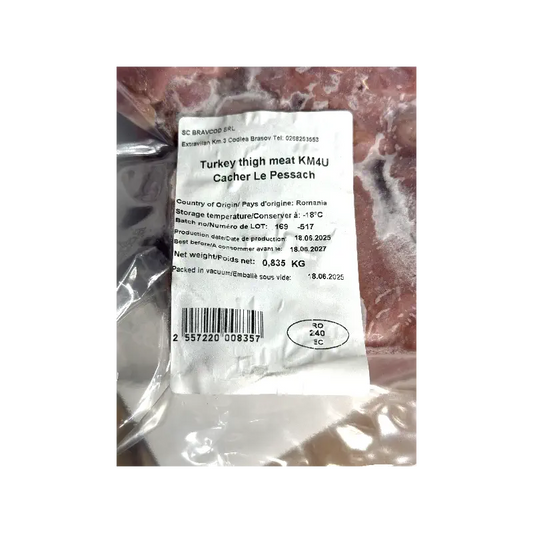 SC BRAVCOD SRL
Extravilan Km 3 Codlea Brasov Tel. 0268253653
Turkey thigh meat KM4U
Cacher Le Pessach
Country of Origin/ Pays d'origine: Romania
Storage temperature/Conserver à: -18°C
Batch no/Numéro de LOT: 169 -517
Production date/Date de production: 18.06.2025
Best before/A consommer avant le: 18.06.2027
Net weight/Poids net: 0,835 KG
Packed in vacuum/Emballé sous vide: 18.06.2025
2 557220 008357
RO
240
EC